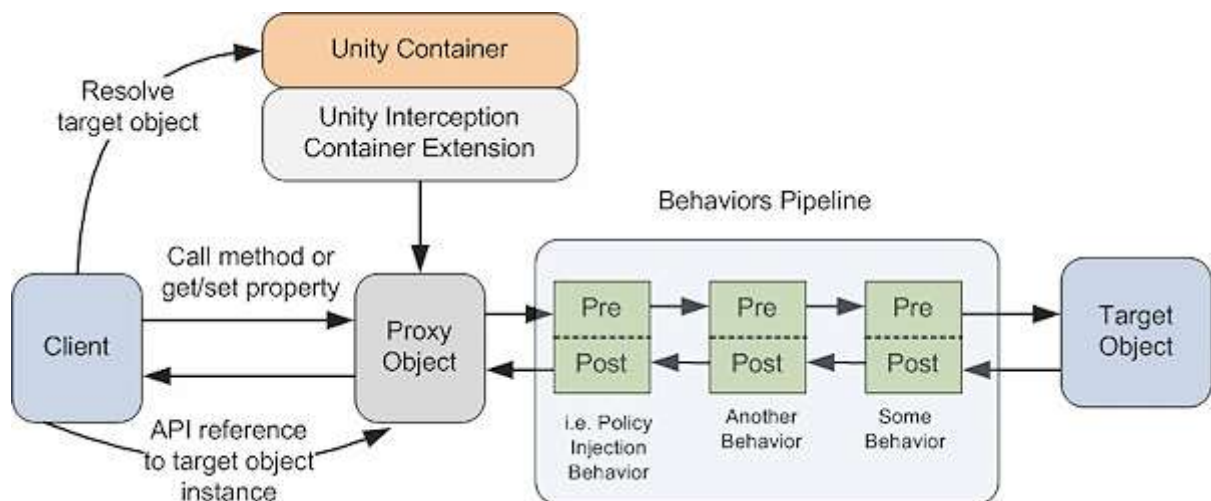 Unity Container
Resolve
target object
Unity Interception
Container Extension
Behaviors Pipeline
Call method or
get/set property
Client
Proxy
Object
Pre
Post
Pre
Post
Pre
Post
Target
Object
i.e. Policy
Injection
Behavior
Another
Behavior
Some
Behavior
API reference
to target object
instance